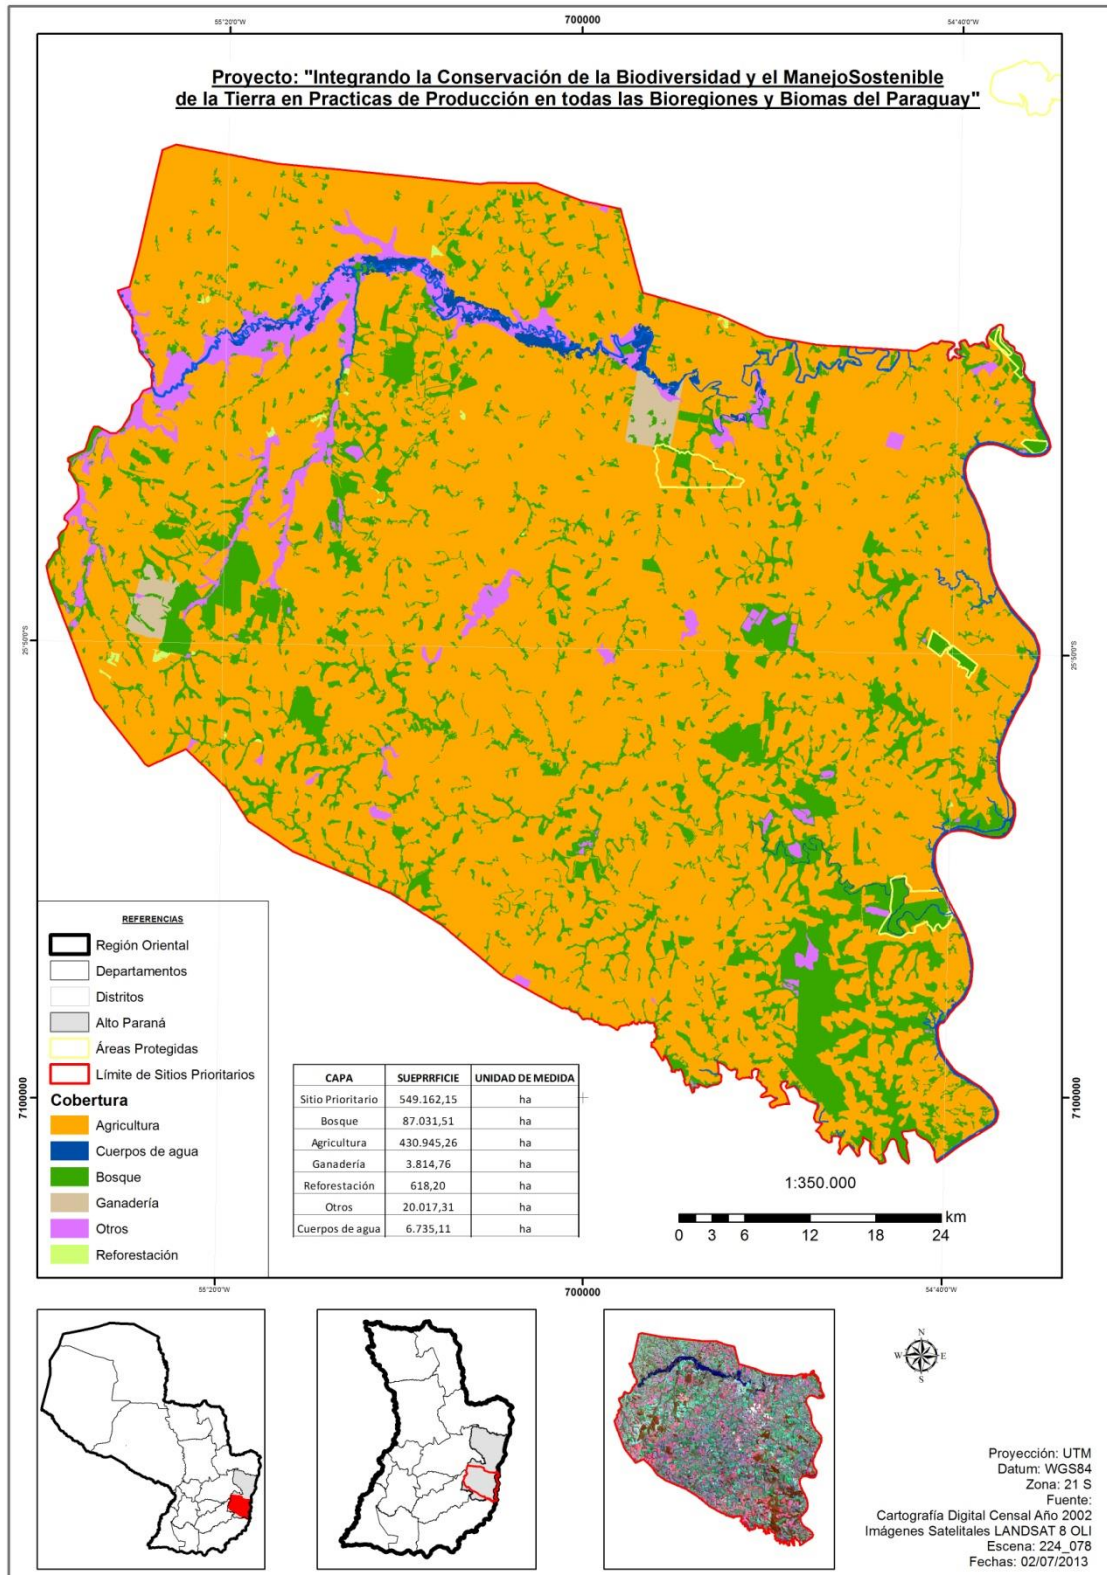 55°20'0"W 700000 54°40'0"W
Proyecto: "Integrando la Conservación de la Biodiversidad y el ManejoSostenible
de la Tierra en Practicas de Producción en todas las Bioregiones y Biomas del Paraguay"
25°50'0"S 25°50'0"S
REFERENCIAS
Región Oriental
Departamentos
Distritos
Alto Paraná
Áreas Protegidas
Límite de Sitios Prioritarios
Cobertura
Agricultura
Cuerpos de agua
Bosque
Ganadería
Otros
Reforestación
7100000 7100000
CAPA SUEPRRFICIE UNIDAD DE MEDIDA
Sitio Prioritario 549.162,15 ha
Bosque 87.031,51 ha
Agricultura 430.945,26 ha
Ganadería 3.814,76 ha
Reforestación 618,20 ha
Otros 20.017,31 ha
Cuerpos de agua 6.735,11 ha
1:350.000
km
0 3 6 12 18 24
55°20'0"W 700000 54°40'0"W
N
W E
S
Proyección: UTM
Datum: WGS84
Zona: 21 S
Fuente:
Cartografía Digital Censal Año 2002
Imágenes Satelitales LANDSAT 8 OLI
Escena: 224_078
Fechas: 02/07/2013